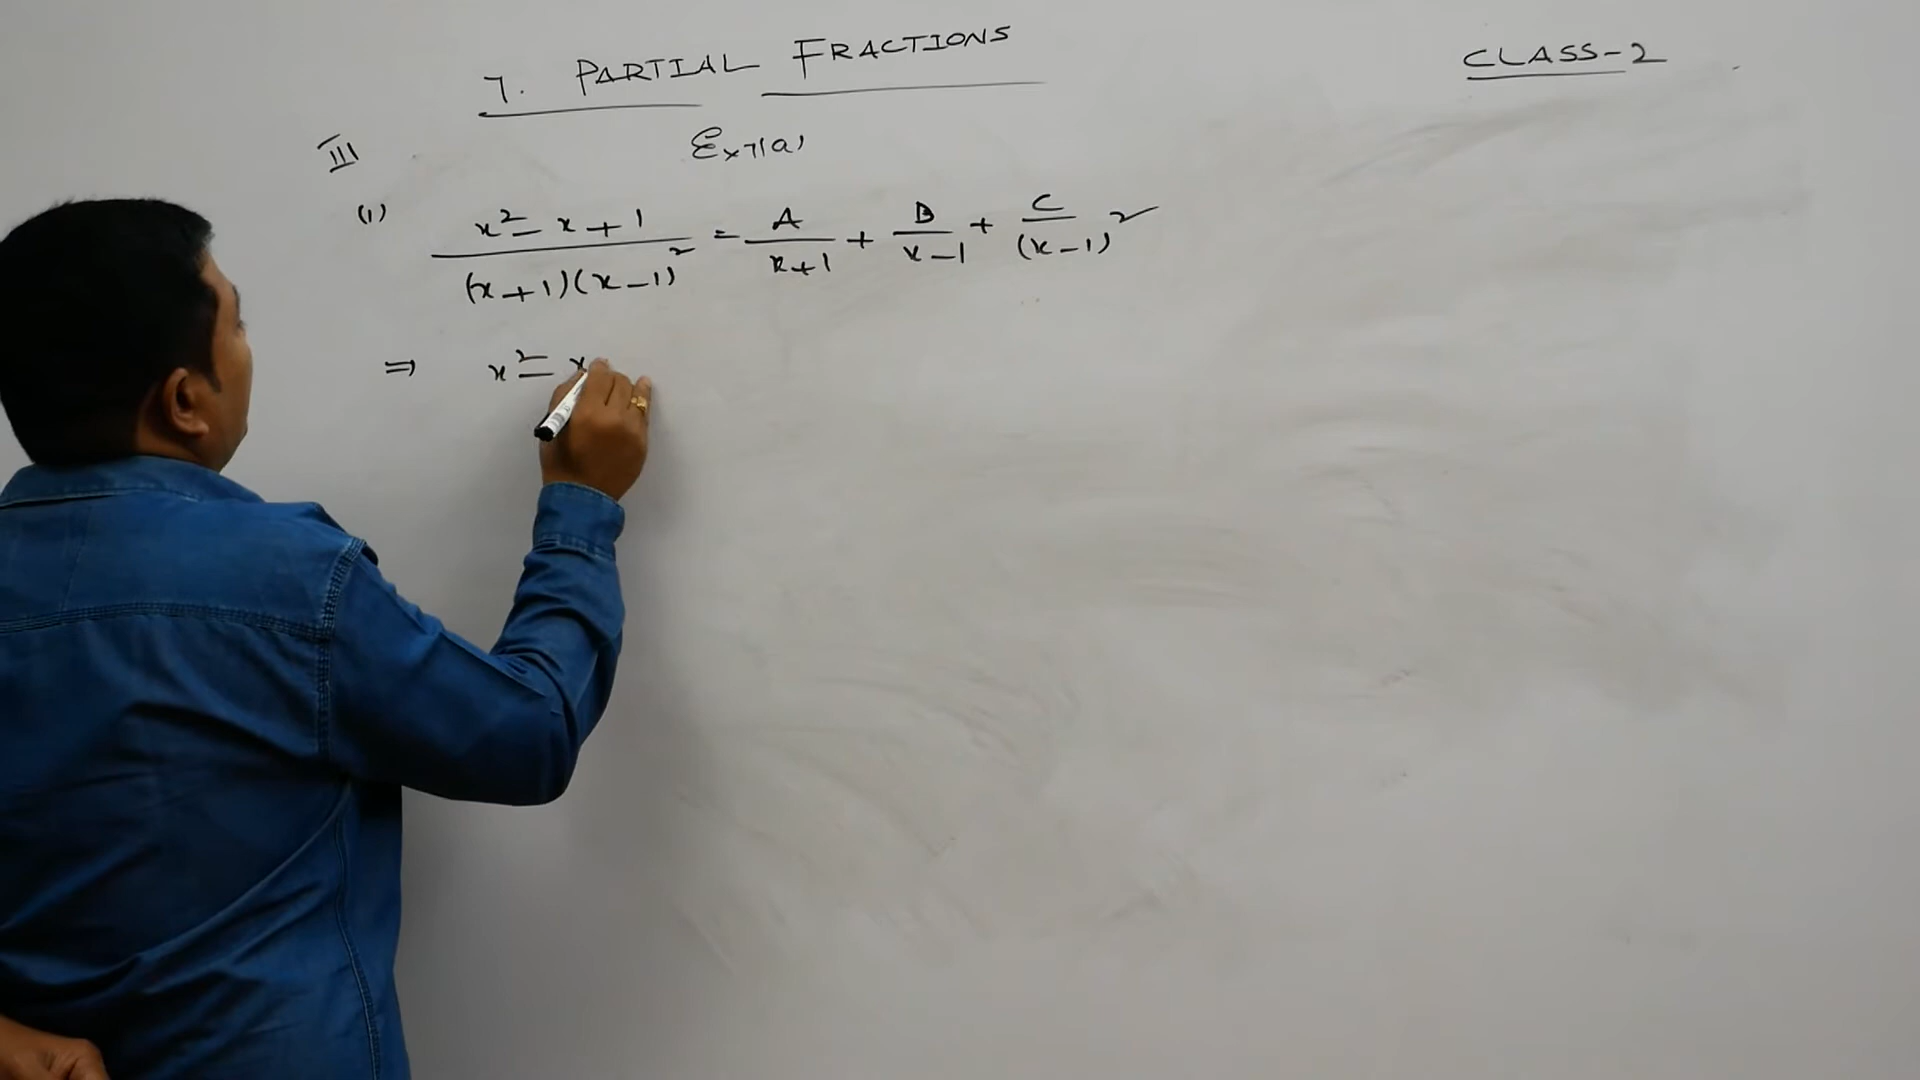 7. PARTIAL FRACTIONS
CLASS-2
III
Ex 7(a)
(1) x² - x + 1 / (x+1)(x-1)² = A / x+1 + B / x-1 + C / (x-1)²
⇒ x² - x